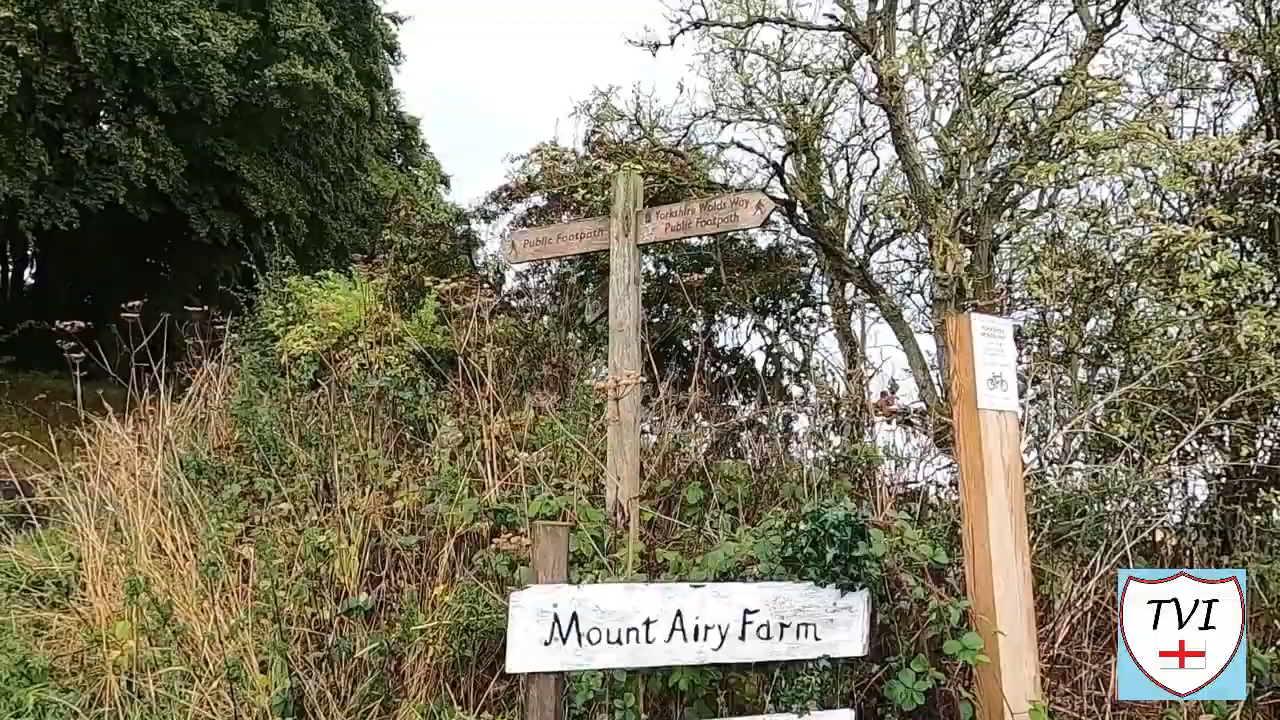 Public Footpath
Yorkshire Wolds Way
Public Footpath
Mount Airy Farm
TVI